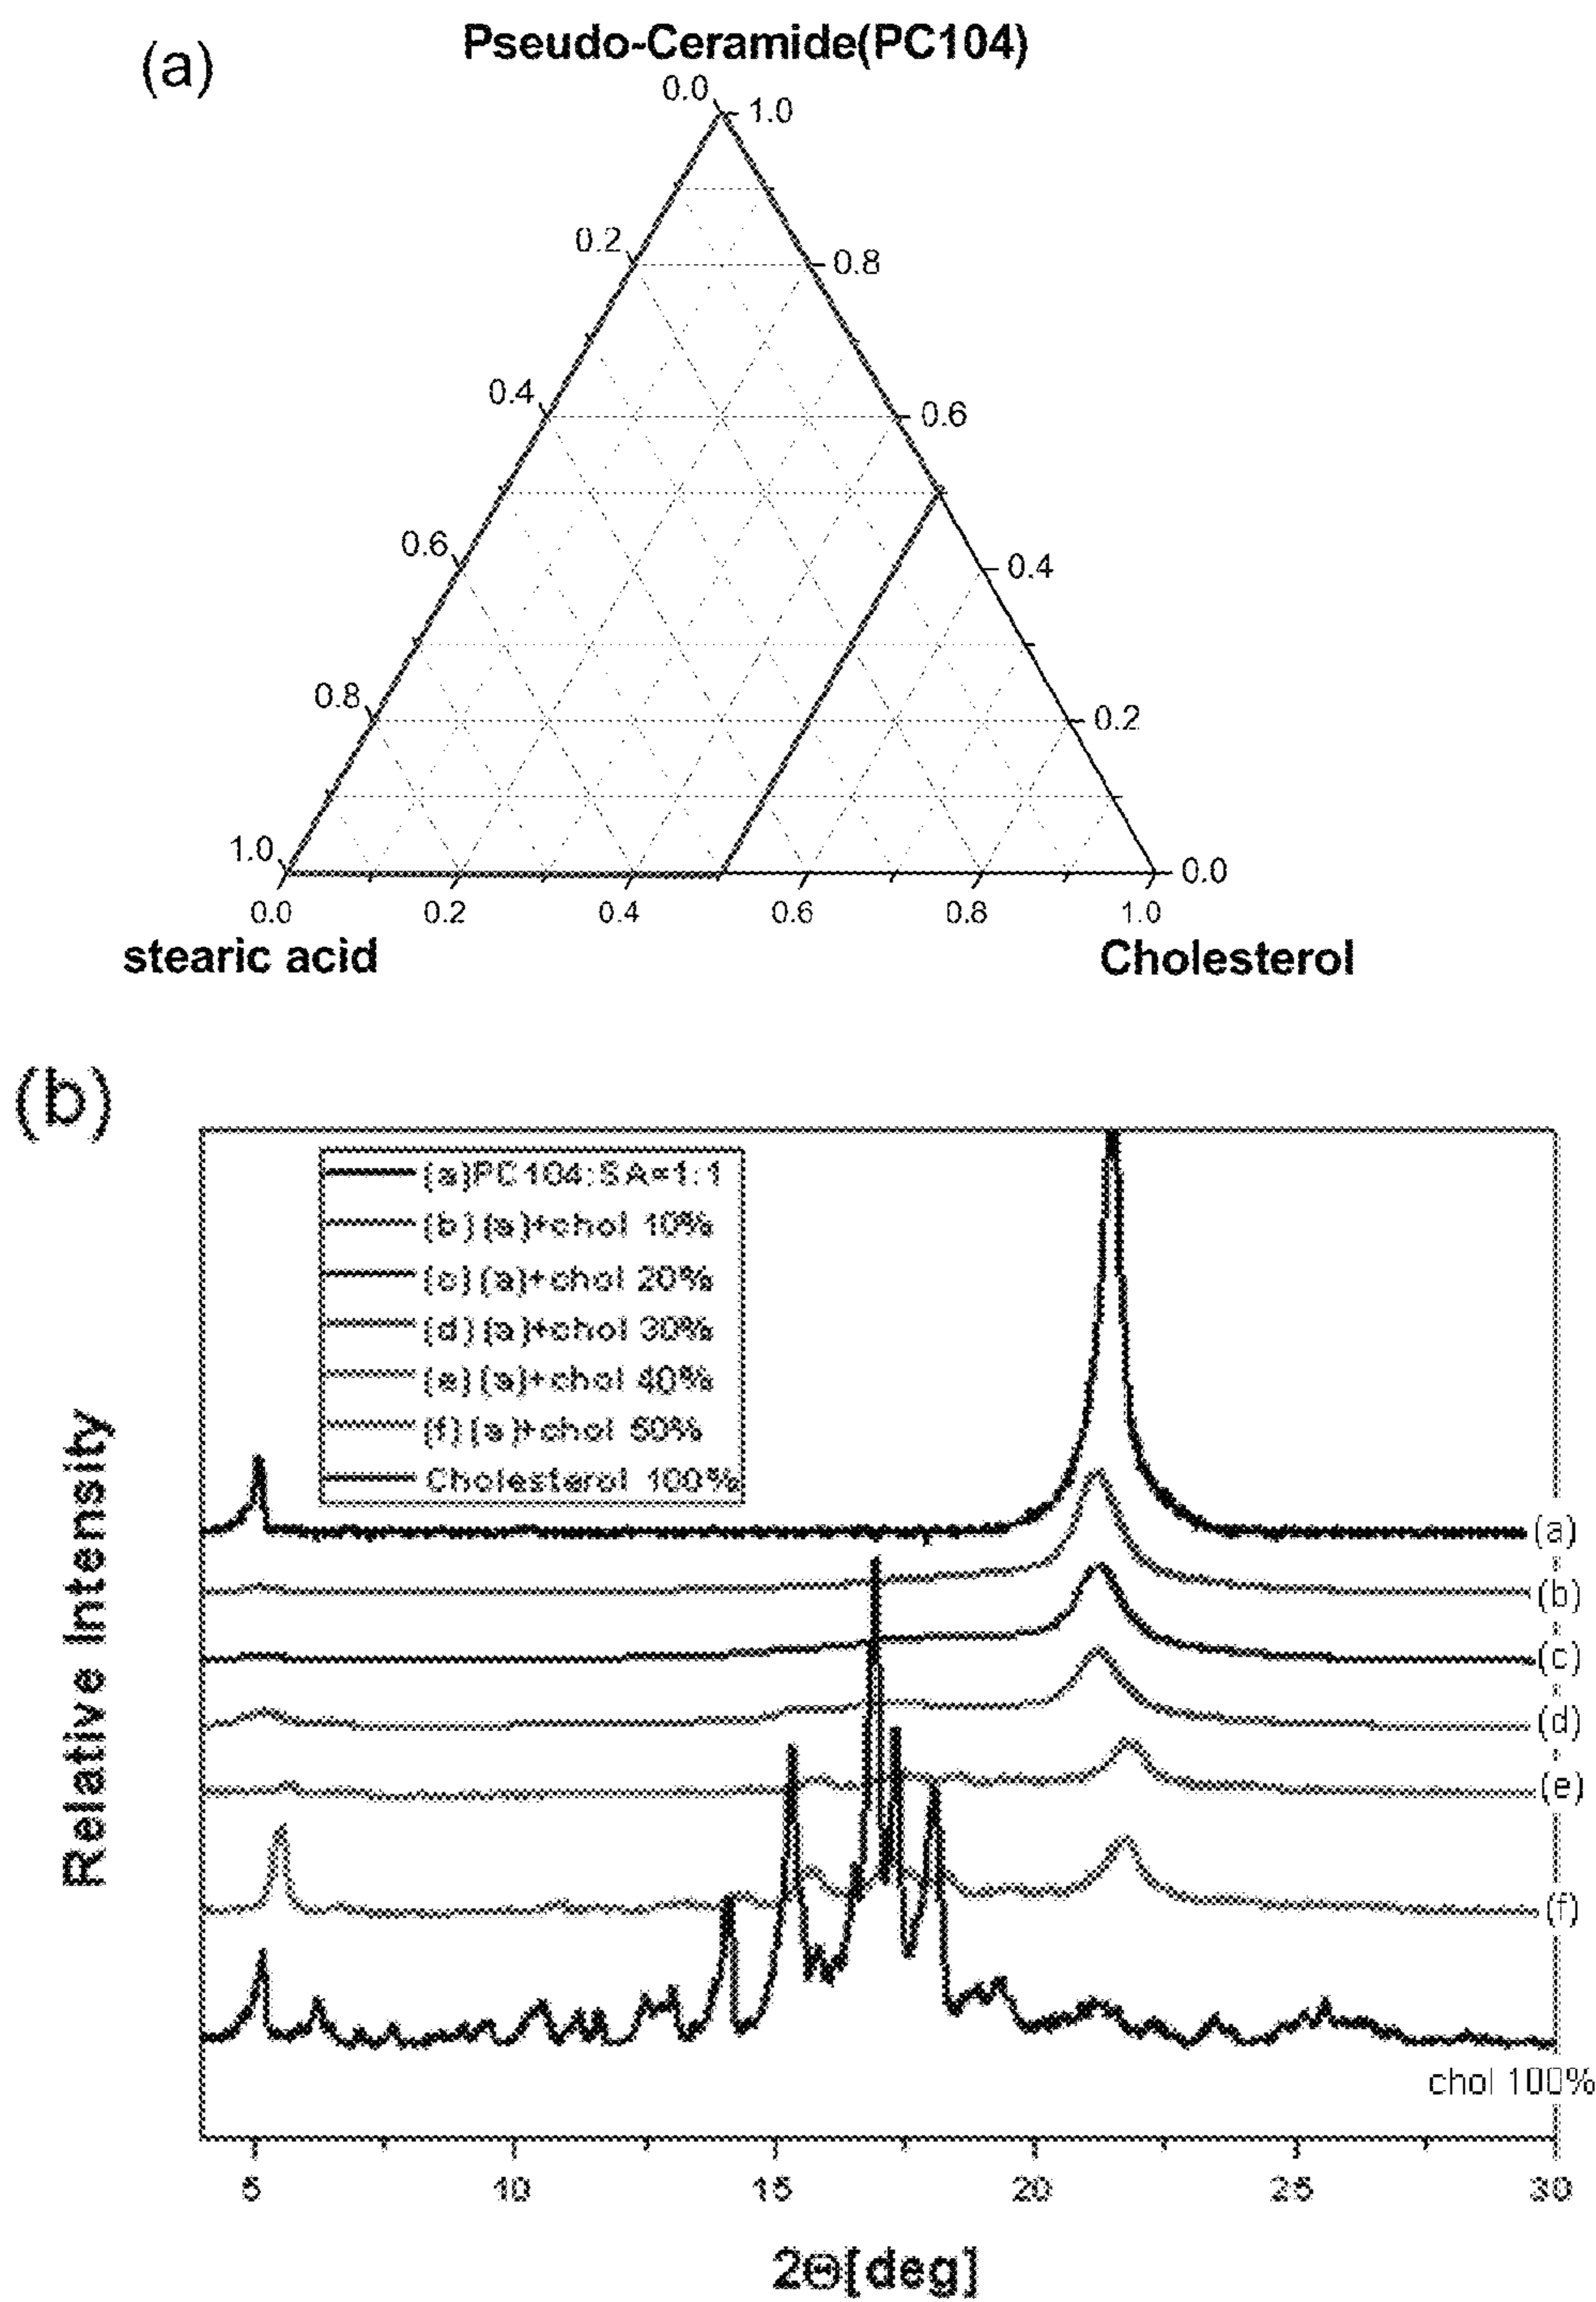 (a)
Pseudo-Ceramide(PC104)
0.0 1.0
0.2 0.8
0.4 0.6
0.6 0.4
0.8 0.2
1.0 0.0
0.0 0.2 0.4 0.6 0.8 1.0
stearic acid Cholesterol
(b)
(a)PC104:SA=1:1
(b)(a)+chol 10%
(c)(a)+chol 20%
(d)(a)+chol 30%
(e)(a)+chol 40%
(f)(a)+chol 50%
Cholesterol 100%
Relative Intensity
(a)
(b)
(c)
(d)
(e)
(f)
chol 100%
5 10 15 20 25 30
2Θ[deg]